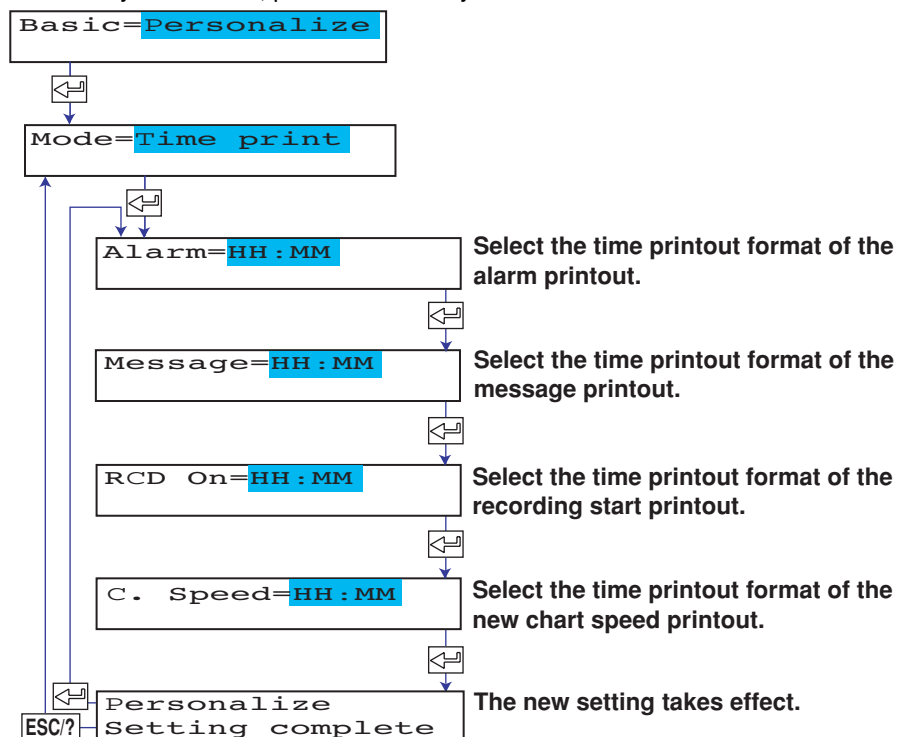 Basic=Personalize
Mode=Time print
Alarm=HH:MM
Select the time printout format of the
alarm printout.
Message=HH:MM
Select the time printout format of the
message printout.
RCD On=HH:MM
Select the time printout format of the
recording start printout.
C. Speed=HH:MM
Select the time printout format of the
new chart speed printout.
Personalize
Setting complete
The new setting takes effect.
ESC/?